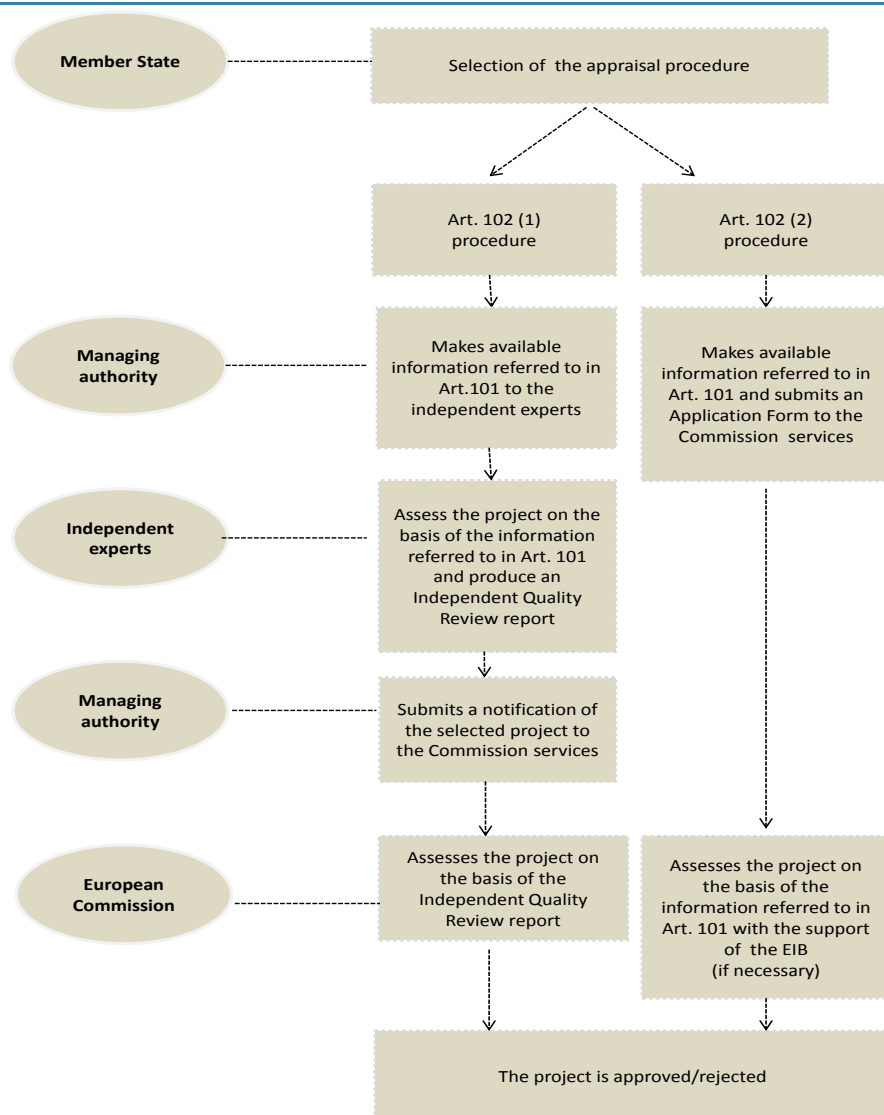 Member State
Selection of the appraisal procedure
Art. 102 (1)
procedure
Art. 102 (2)
procedure
Managing
authority
Makes available
information referred to in
Art.101 to the
independent experts
Makes available
information referred to in
Art. 101 and submits an
Application Form to the
Commission services
Independent
experts
Assess the project on the
basis of the information
referred to in Art. 101
and produce an
Independent Quality
Review report
Managing
authority
Submits a notification of
the selected project to
the Commission services
European
Commission
Assesses the project on
the basis of the
Independent Quality
Review report
Assesses the project on
the basis of the
information referred to in
Art. 101 with the support
of the EIB
(if necessary)
The project is approved/rejected